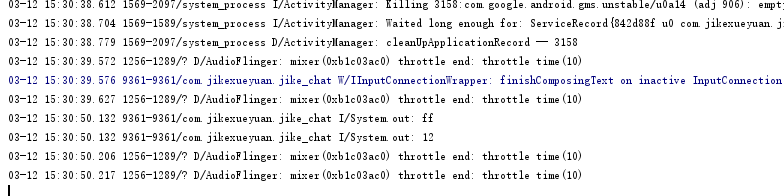 03-12 15:30:38.612 1569-2097/system_process I/ActivityManager: Killing 3158:com.google.android.gms.unstable/u0a14 (adj 906): empt
03-12 15:30:38.704 1569-1589/system_process I/ActivityManager: Waited long enough for: ServiceRecord{842d88f u0 com.jikexueyuan.ji
03-12 15:30:38.779 1569-2097/system_process D/ActivityManager: cleanUpApplicationRecord -- 3158
03-12 15:30:39.572 1256-1289/? D/AudioFlinger: mixer(0xb1c03ac0) throttle end: throttle time(10)
03-12 15:30:39.576 9361-9361/com.jikexueyuan.jike_chat W/IInputConnectionWrapper: finishComposingText on inactive InputConnection
03-12 15:30:39.627 1256-1289/? D/AudioFlinger: mixer(0xb1c03ac0) throttle end: throttle time(10)
03-12 15:30:50.132 9361-9361/com.jikexueyuan.jike_chat I/System.out: ff
03-12 15:30:50.132 9361-9361/com.jikexueyuan.jike_chat I/System.out: 12
03-12 15:30:50.206 1256-1289/? D/AudioFlinger: mixer(0xb1c03ac0) throttle end: throttle time(10)
03-12 15:30:50.217 1256-1289/? D/AudioFlinger: mixer(0xb1c03ac0) throttle end: throttle time(10)